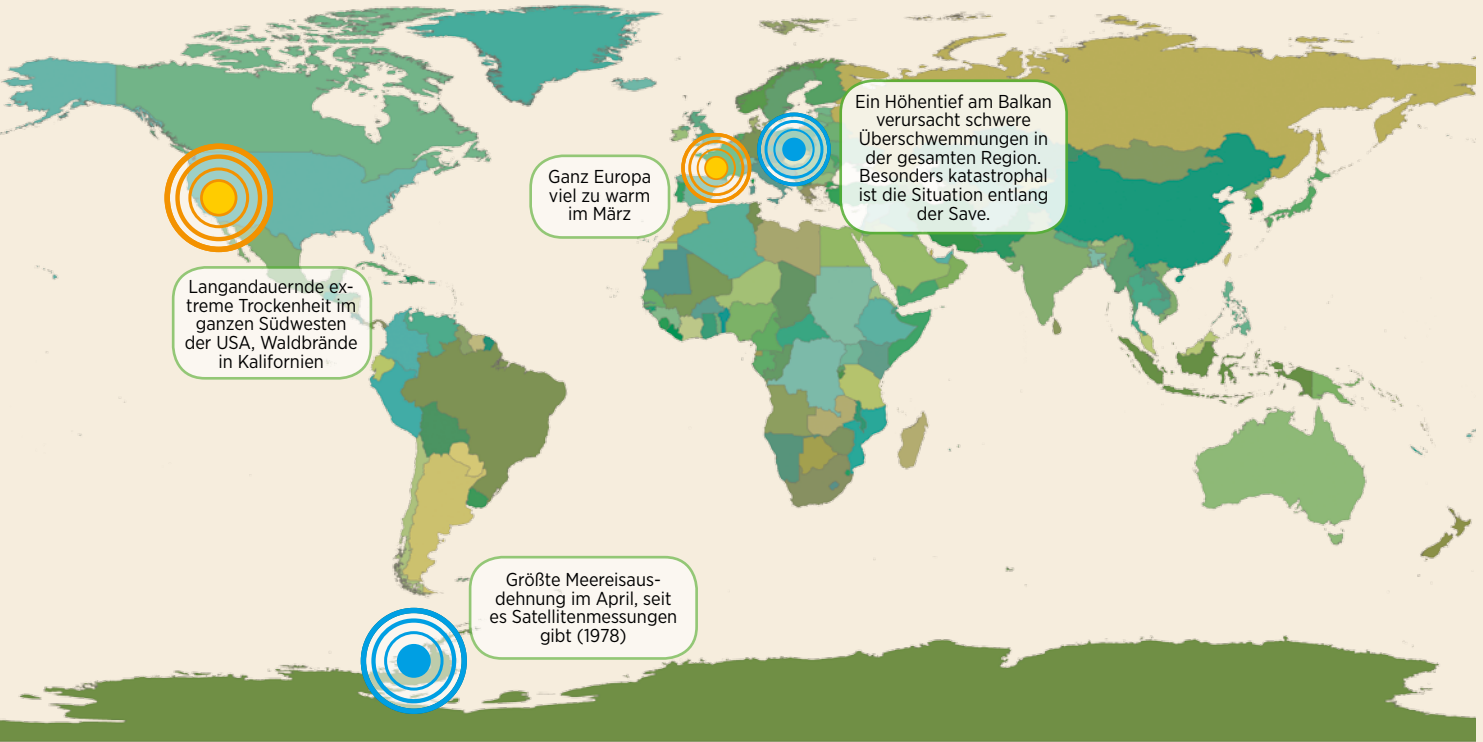 Ein Höhentief am Balkan
verursacht schwere
Überschwemmungen in
der gesamten Region.
Besonders katastrophal
ist die Situation entlang
der Save.
Ganz Europa
viel zu warm
im März
Langandauernde ex-
treme Trockenheit im
ganzen Südwesten
der USA, Waldbrände
in Kalifornien
Größte Meereisaus-
dehnung im April, seit
es Satellitenmessungen
gibt (1978)